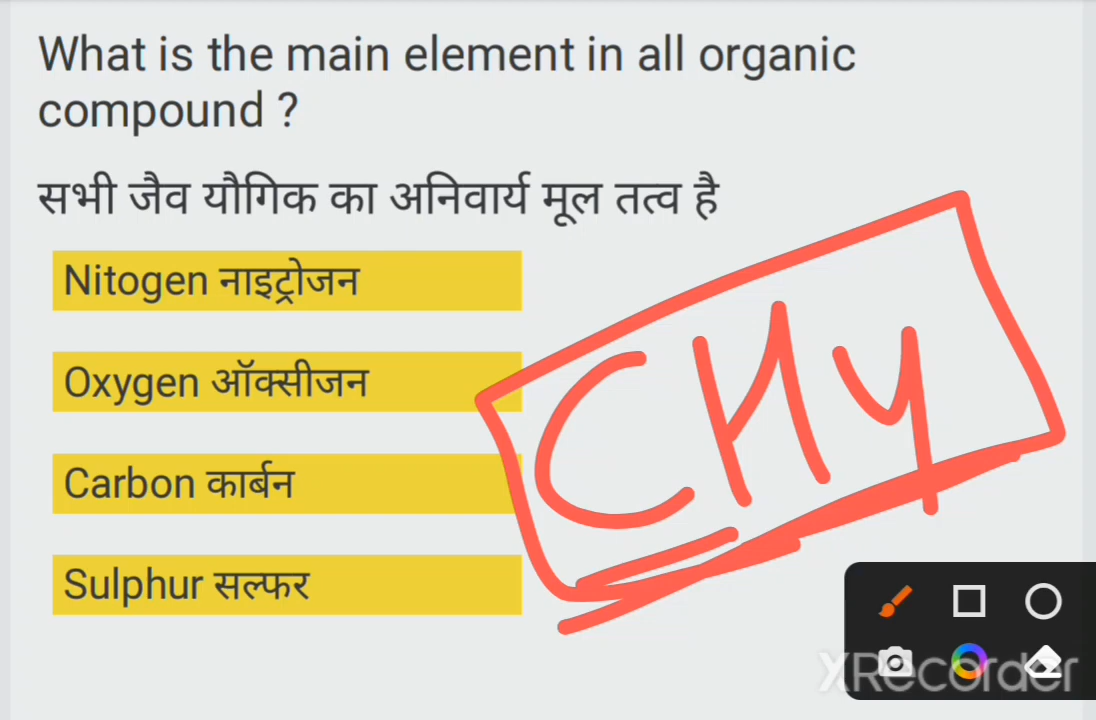 What is the main element in all organic
compound ?
सभी जैव यौगिक का अनिवार्य मूल तत्व है
Nitogen नाइट्रोजन
Oxygen ऑक्सीजन
Carbon कार्बन
Sulphur सल्फर
CH4
XRecorder